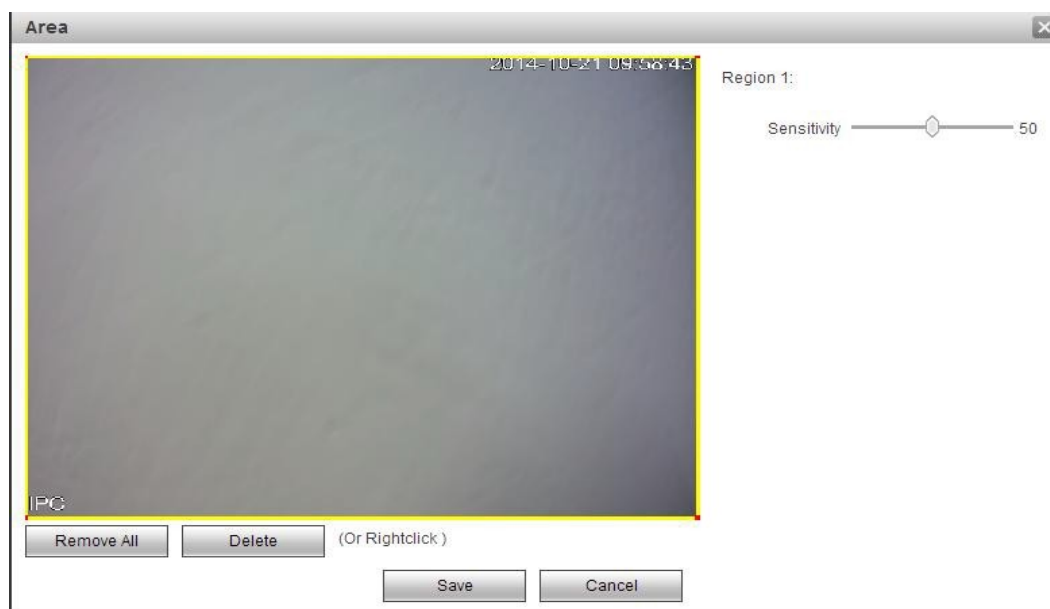 Area
2014-10-21 09:58:43
Region 1:
Sensitivity 50
IPC
Remove All Delete (Or Rightclick )
Save Cancel